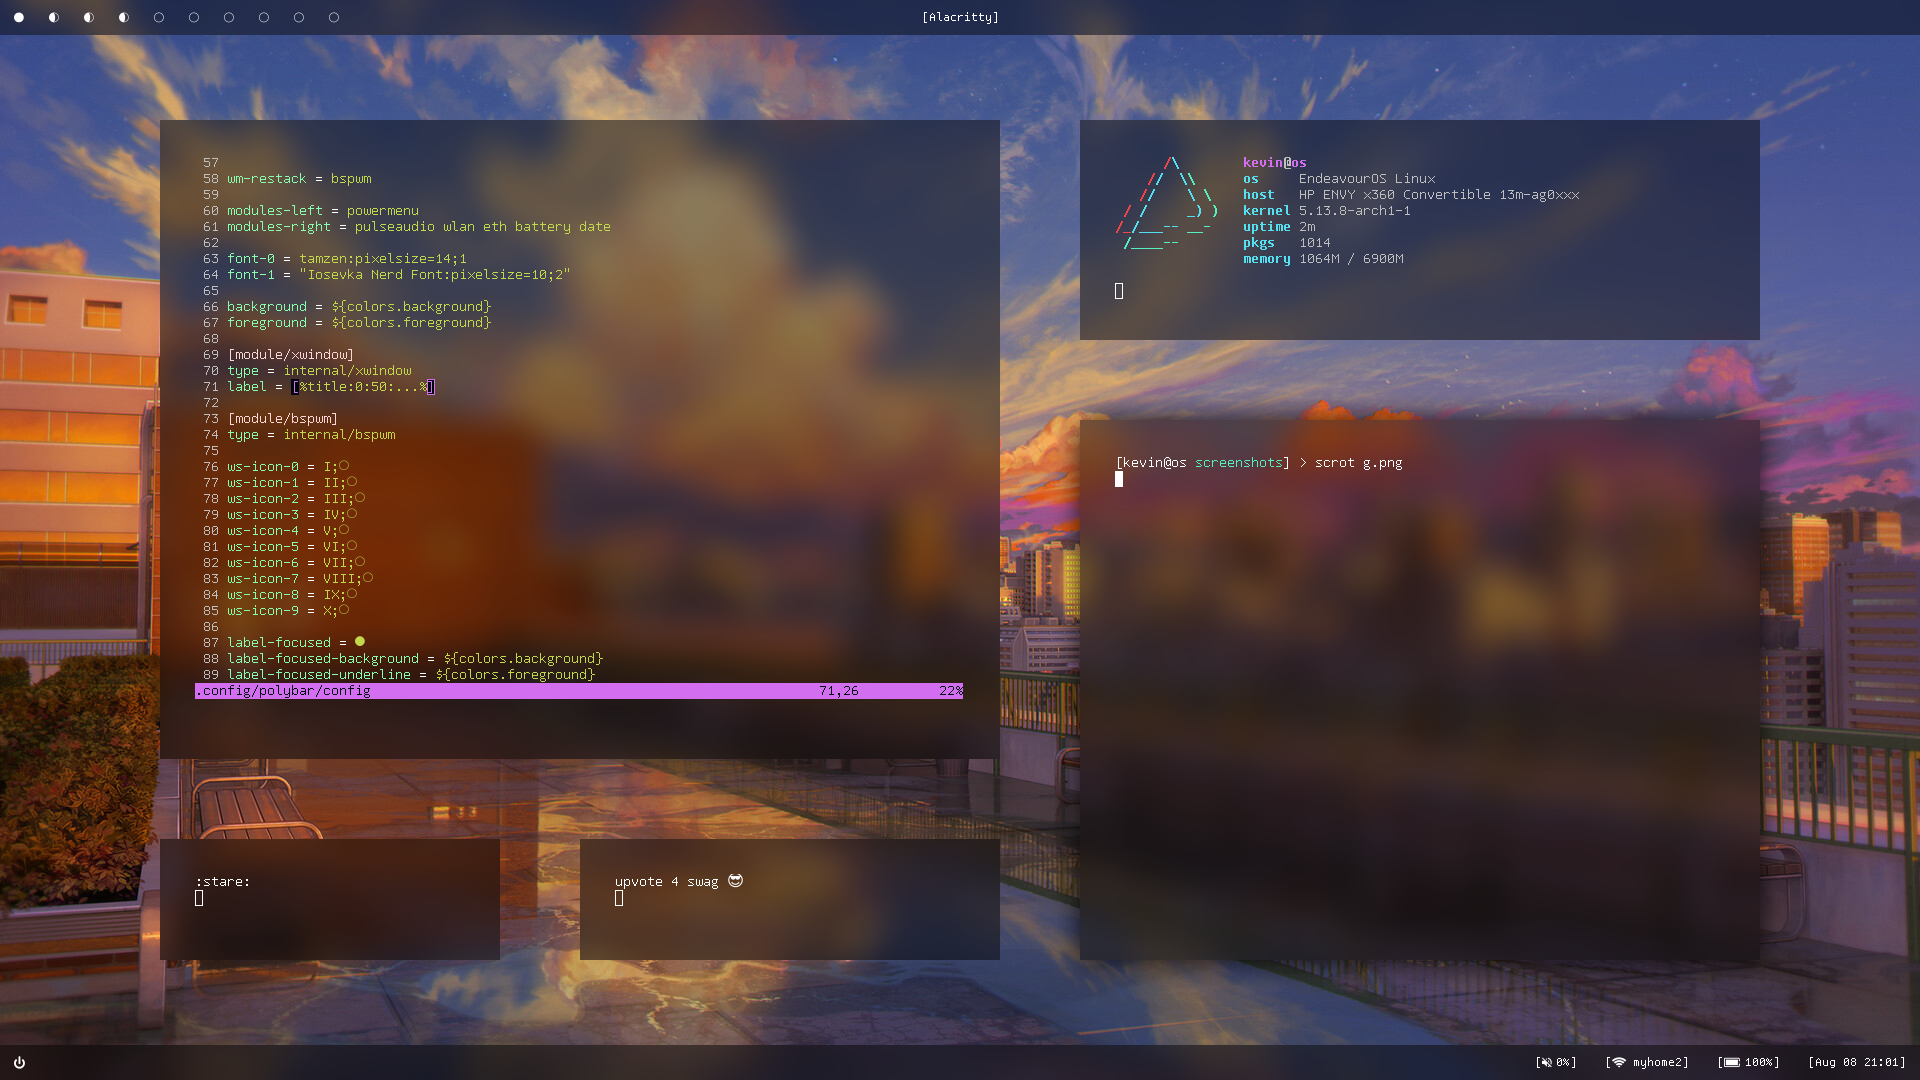 [Alacritty]
57
58 wm-restack = bspwm
59
60 modules-left = powermenu
61 modules-right = pulseaudio wlan eth battery date
62
63 font-0 = tamzen:pixelsize=14;1
64 font-1 = "Iosevka Nerd Font:pixelsize=10;2"
65
66 background = ${colors.background}
67 foreground = ${colors.foreground}
68
69 [module/xwindow]
70 type = internal/xwindow
71 label = [%title:0:50:...%]
72
73 [module/bspwm]
74 type = internal/bspwm
75
76 ws-icon-0 = I;○
77 ws-icon-1 = II;○
78 ws-icon-2 = III;○
79 ws-icon-3 = IV;○
80 ws-icon-4 = V;○
81 ws-icon-5 = VI;○
82 ws-icon-6 = VII;○
83 ws-icon-7 = VIII;○
84 ws-icon-8 = IX;○
85 ws-icon-9 = X;○
86
87 label-focused = ●
88 label-focused-background = ${colors.background}
89 label-focused-underline = ${colors.foreground}
.config/polybar/config 71,26 22%
kevin@os
os EndeavourOS Linux
host HP ENVY x360 Convertible 13m-ag0xxx
kernel 5.13.8-arch1-1
uptime 2m
pkgs 1014
memory 1064M / 6900M
[kevin@os screenshots] > scrot g.png
:stare:
upvote 4 swag 😎
[0%] [myhome2] [100%] [Aug 08 21:01]